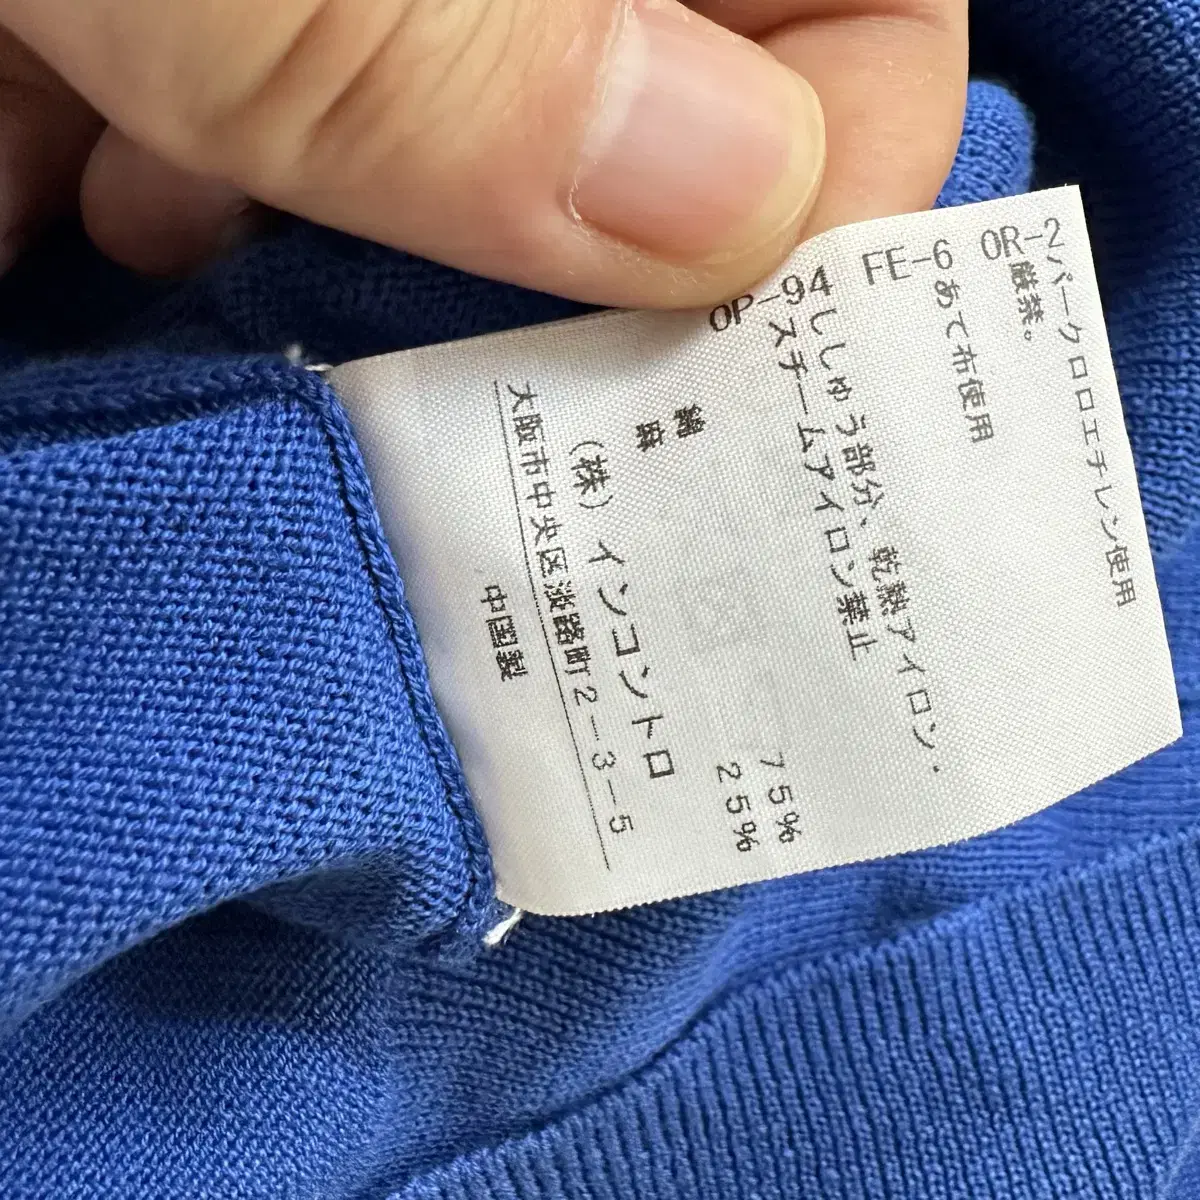 OR-2パークロロエチレン使用
厳禁。
FE-6 あて布使用
OP-94 ししゅう部分、乾熱アイロン・
スチームアイロン禁止
綿 75%
麻 25%
(株)インコントロ
大阪市中央区淡路町2-3-5
中国製